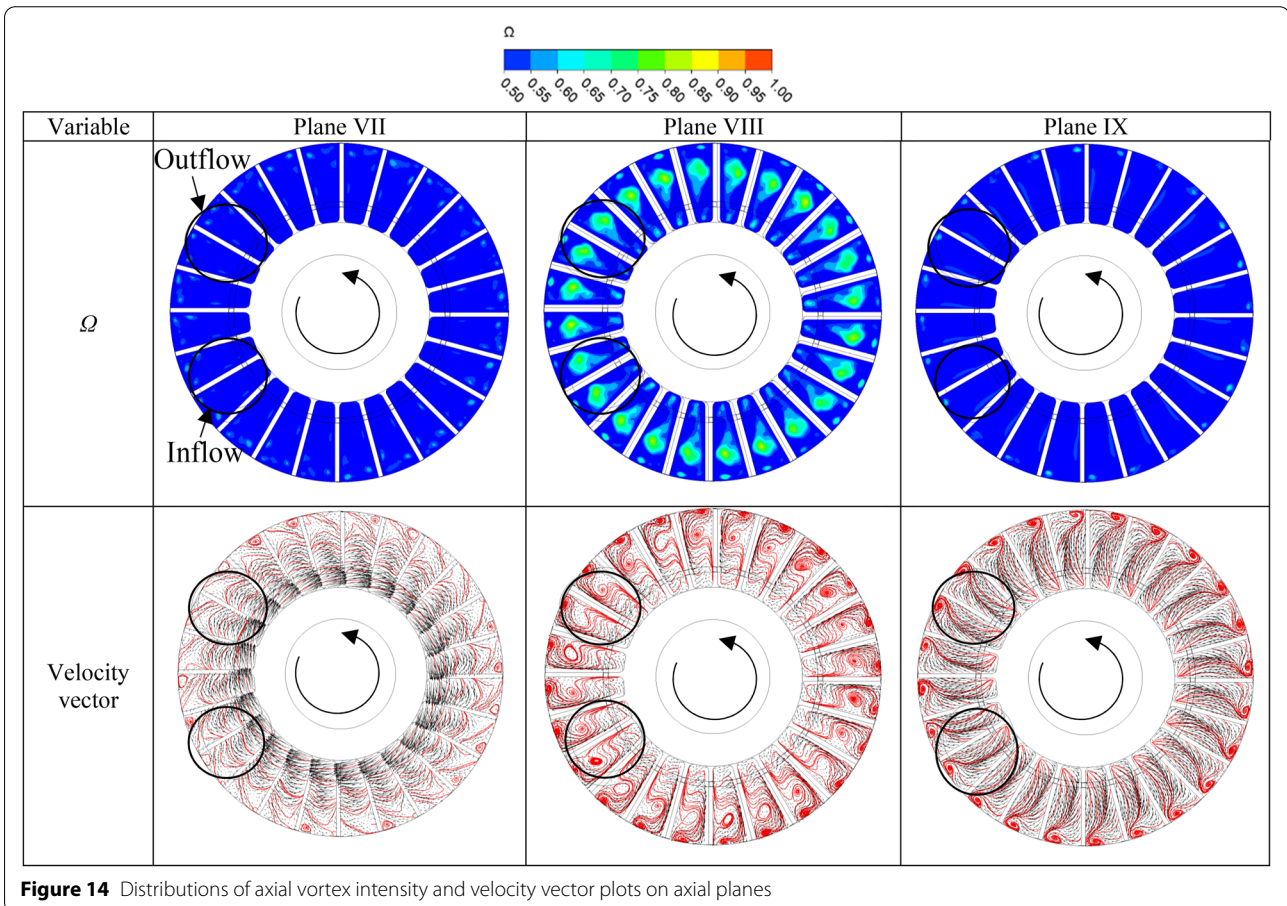 Ω
0.50 0.55 0.60 0.65 0.70 0.75 0.80 0.85 0.90 0.95 1.00
Variable Plane VII Plane VIII Plane IX
Outflow
Ω
Inflow
Velocity
vector
Figure 14 Distributions of axial vortex intensity and velocity vector plots on axial planes